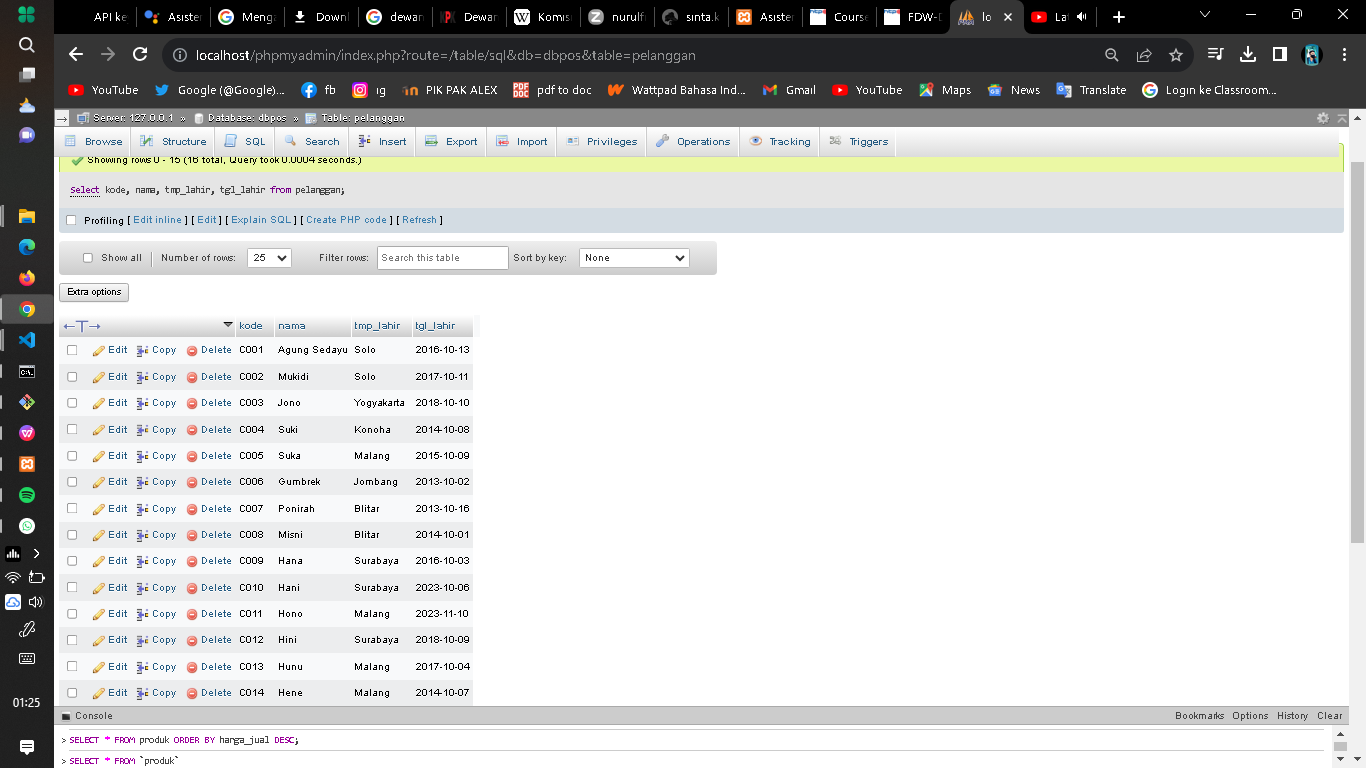 API ke
Asisten
Menga
Downl
dewan
Dewan
Komis
nurulfi
sinta.k
Asisten
Course
FDW-D
lo
La
localhost/phpmyadmin/index.php?route=/table/sql&db=dbpos&table=pelanggan
YouTube Google (@Google)... fb ig PIK PAK ALEX pdf to doc Wattpad Bahasa Ind... Gmail YouTube Maps News Translate Login ke Classroom...
Server: 127.0.0.1 » Database: dbpos » Table: pelanggan
Browse Structure SQL Search Insert Export Import Privileges Operations Tracking Triggers
Showing rows 0 - 15 (16 total, Query took 0.0004 seconds.)
Select kode, nama, tmp_lahir, tgl_lahir from pelanggan;
Profiling [ Edit inline ] [ Edit ] [ Explain SQL ] [ Create PHP code ] [ Refresh ]
Show all Number of rows: 25 Filter rows: Search this table Sort by key: None
Extra options
←T→ kode nama tmp_lahir tgl_lahir
Edit Copy Delete C001 Agung Sedayu Solo 2016-10-13
Edit Copy Delete C002 Mukidi Solo 2017-10-11
Edit Copy Delete C003 Jono Yogyakarta 2018-10-10
Edit Copy Delete C004 Suki Konoha 2014-10-08
Edit Copy Delete C005 Suka Malang 2015-10-09
Edit Copy Delete C006 Gumbrek Jombang 2013-10-02
Edit Copy Delete C007 Ponirah Blitar 2013-10-16
Edit Copy Delete C008 Misni Blitar 2014-10-01
Edit Copy Delete C009 Hana Surabaya 2016-10-03
Edit Copy Delete C010 Hani Surabaya 2023-10-06
Edit Copy Delete C011 Hono Malang 2023-11-10
Edit Copy Delete C012 Hini Surabaya 2018-10-09
Edit Copy Delete C013 Hunu Malang 2017-10-04
Edit Copy Delete C014 Hene Malang 2014-10-07
01:25
Console Bookmarks Options History Clear
> SELECT * FROM produk ORDER BY harga_jual DESC;
> SELECT * FROM `produk`